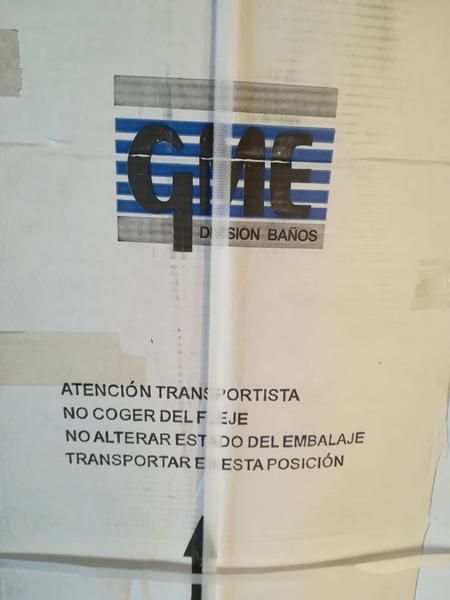 GME
DIVISION BAÑOS
ATENCIÓN TRANSPORTISTA
NO COGER DEL FLEJE
NO ALTERAR ESTADO DEL EMBALAJE
TRANSPORTAR EN ESTA POSICIÓN